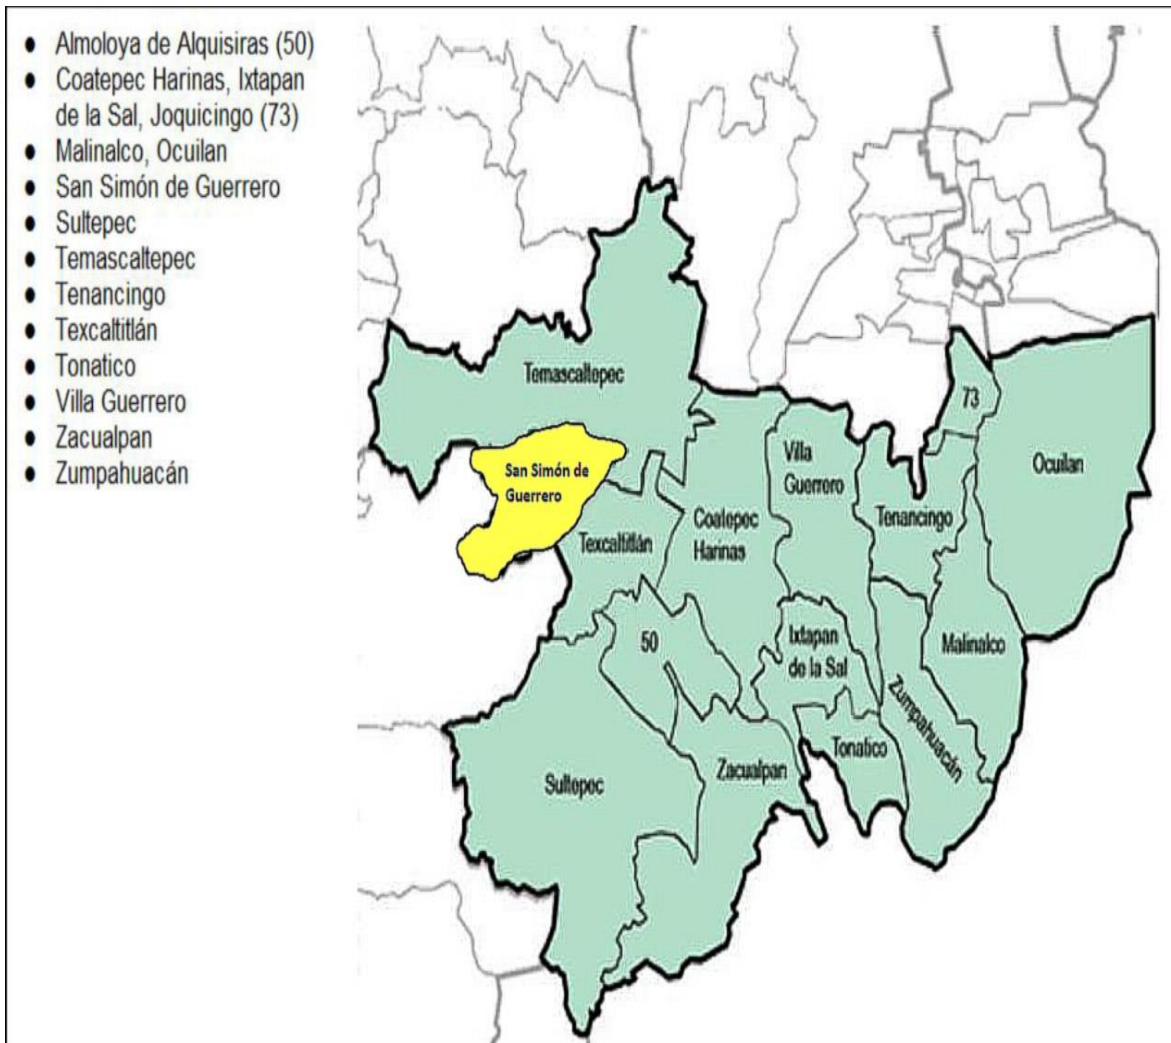 • Almoloya de Alquisiras (50)
• Coatepec Harinas, Ixtapan
de la Sal, Joquicingo (73)
• Malinalco, Ocuilan
• San Simón de Guerrero
• Sultepec
• Temascaltepec
• Tenancingo
• Texcaltitlán
• Tonatico
• Villa Guerrero
• Zacualpan
• Zumpahuacán
Temascaltepec
73
San Simón de
Guerrero
Villa
Guerrero
Ocuilan
Coatepec
Harinas
Tenancingo
Texcaltitlán
50
Ixtapan
de la Sal
Malinalco
Zumpahuacán
Tonatico
Zacualpan
Sultepec